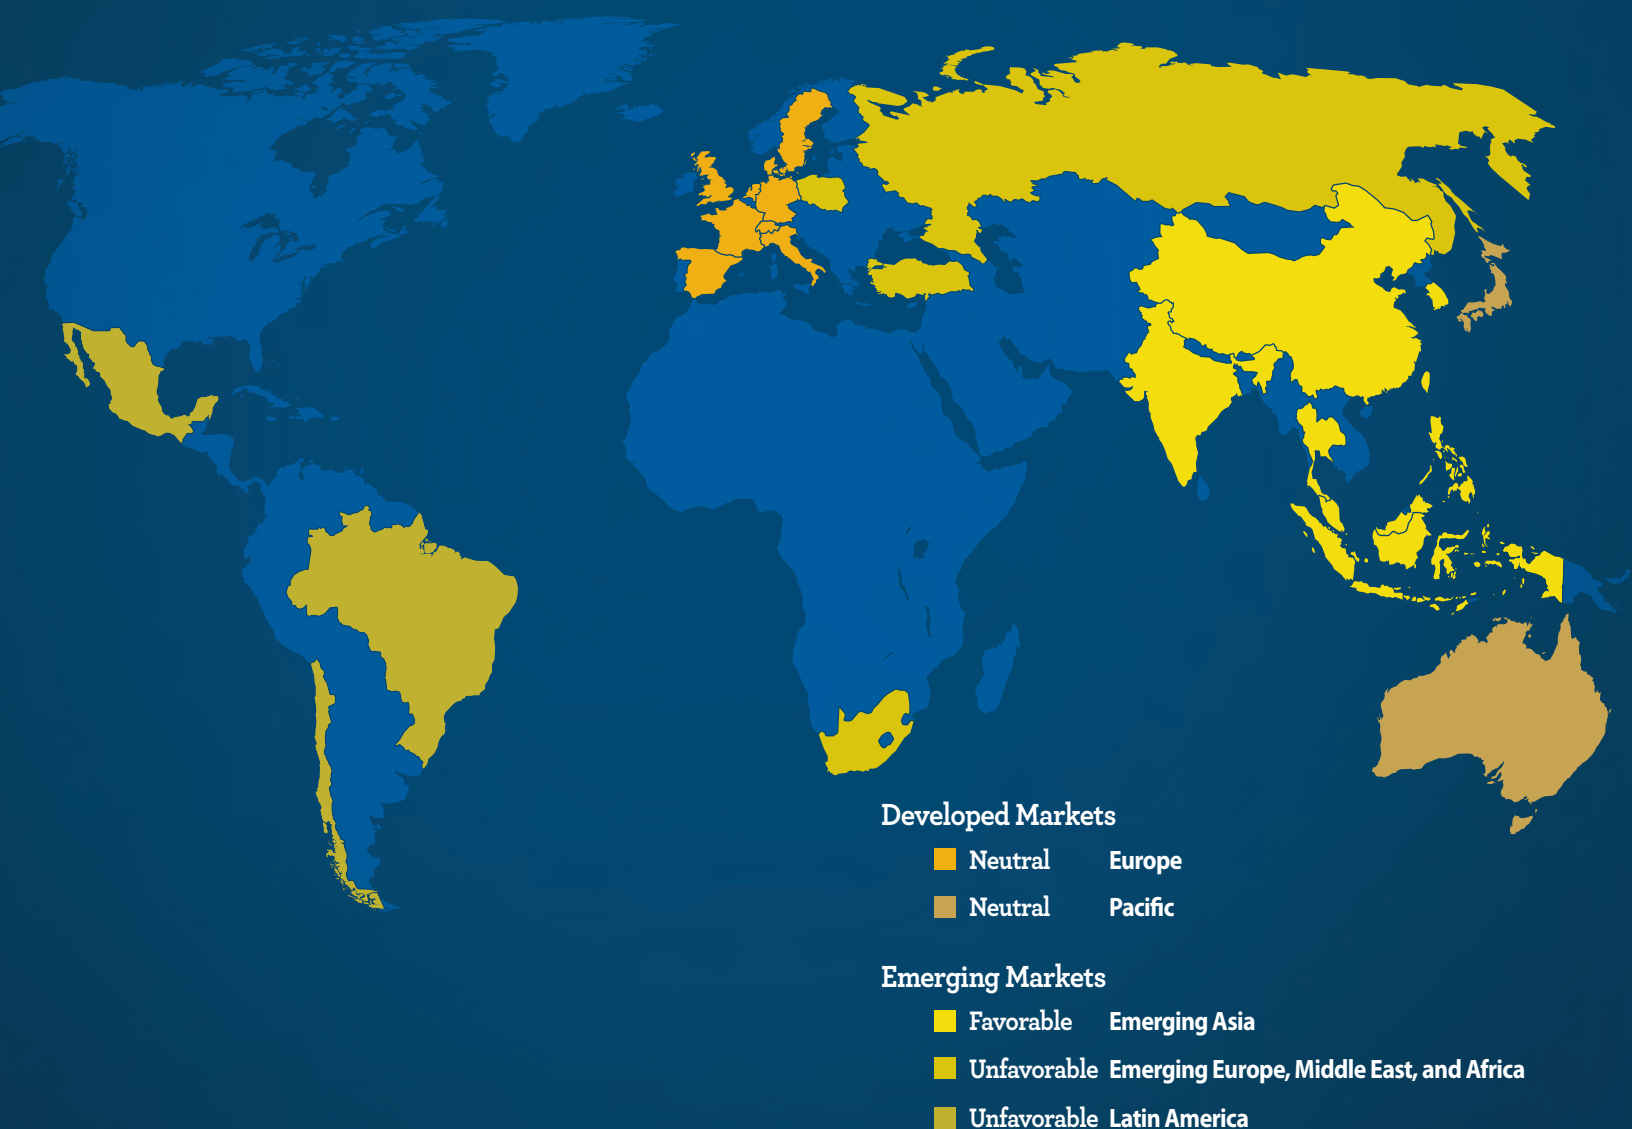 Developed Markets
Neutral Europe
Neutral Pacific
Emerging Markets
Favorable Emerging Asia
Unfavorable Emerging Europe, Middle East, and Africa
Unfavorable Latin America